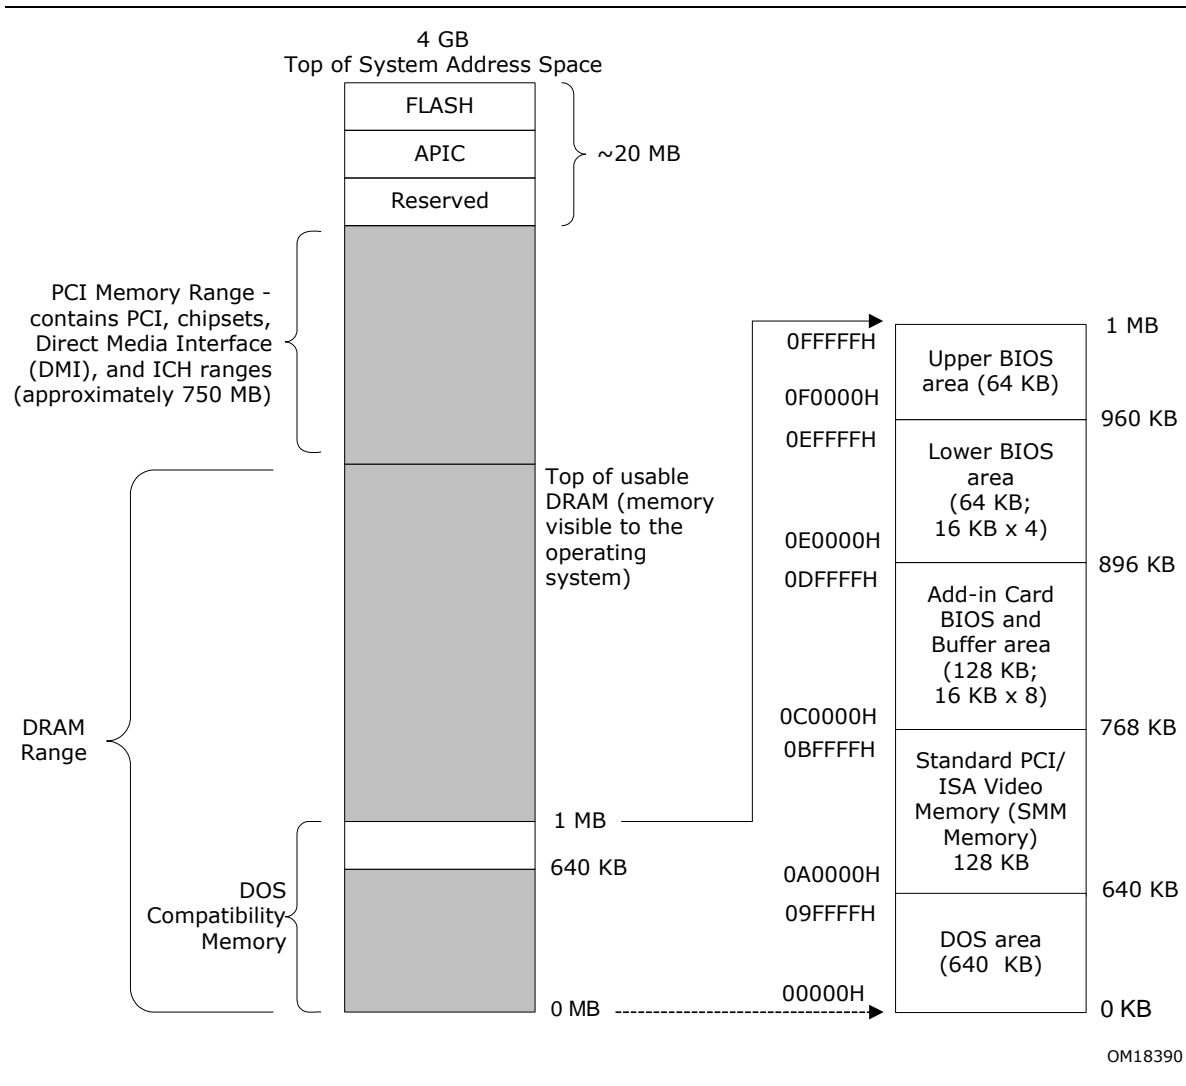 4 GB
Top of System Address Space
FLASH
APIC
~20 MB
Reserved
PCI Memory Range -
contains PCI, chipsets,
Direct Media Interface
(DMI), and ICH ranges
(approximately 750 MB)
DRAM
Range
DOS
Compatibility
Memory
Top of usable
DRAM (memory
visible to the
operating
system)
1 MB
640 KB
0 MB
0FFFFFH
0F0000H
0EFFFFH
0E0000H
0DFFFFH
0C0000H
0BFFFFH
0A0000H
09FFFFH
00000H
Upper BIOS
area (64 KB)
Lower BIOS
area
(64 KB;
16 KB x 4)
Add-in Card
BIOS and
Buffer area
(128 KB;
16 KB x 8)
Standard PCI/
ISA Video
Memory (SMM
Memory)
128 KB
DOS area
(640 KB)
1 MB
960 KB
896 KB
768 KB
640 KB
0 KB
OM18390